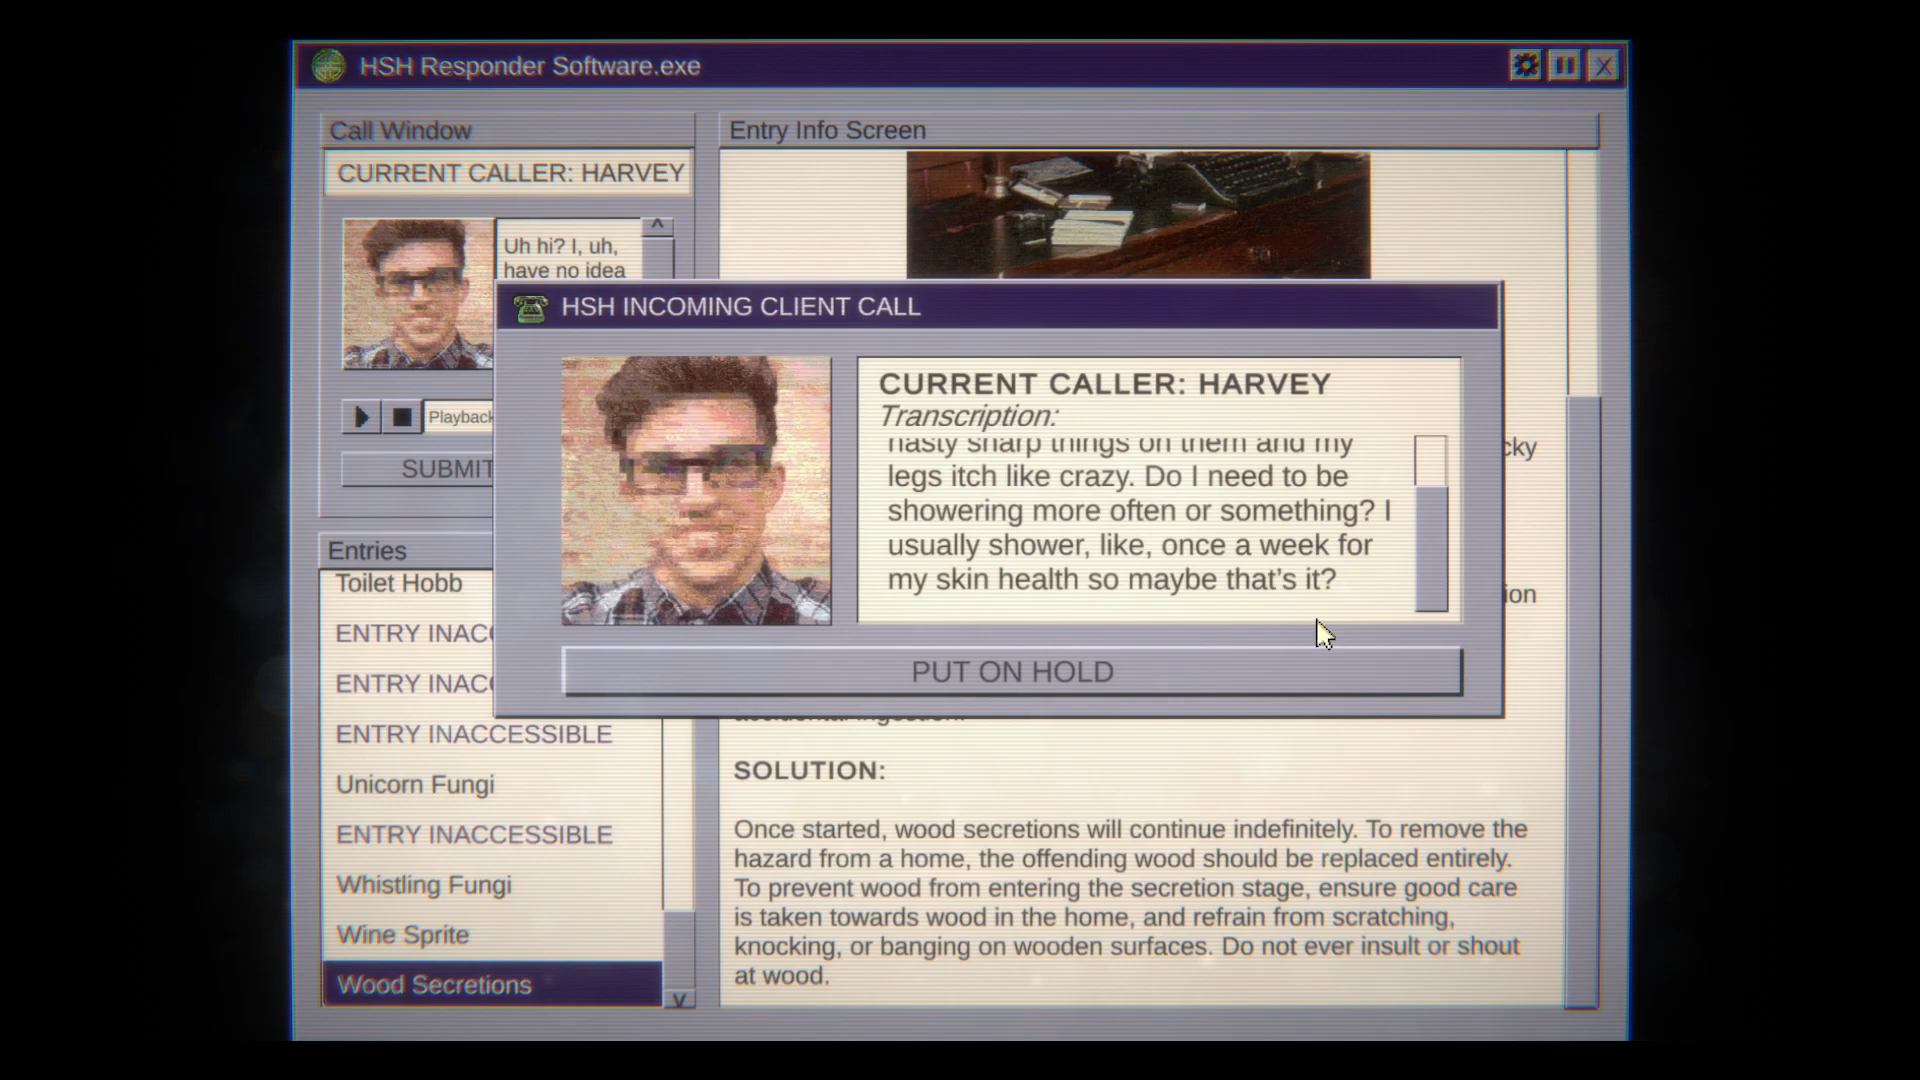 HSH Responder Software.exe
Call Window
CURRENT CALLER: HARVEY
Uh hi? I, uh,
have no idea
Playback
SUBMIT
Entries
Toilet Hobb
ENTRY INACC
ENTRY INACC
ENTRY INACCESSIBLE
Unicorn Fungi
ENTRY INACCESSIBLE
Whistling Fungi
Wine Sprite
Wood Secretions
Entry Info Screen
cky
ion
HSH INCOMING CLIENT CALL
CURRENT CALLER: HARVEY
Transcription:
nasty sharp things on them and my
legs itch like crazy. Do I need to be
showering more often or something? I
usually shower, like, once a week for
my skin health so maybe that's it?
PUT ON HOLD
SOLUTION:
Once started, wood secretions will continue indefinitely. To remove the
hazard from a home, the offending wood should be replaced entirely.
To prevent wood from entering the secretion stage, ensure good care
is taken towards wood in the home, and refrain from scratching,
knocking, or banging on wooden surfaces. Do not ever insult or shout
at wood.